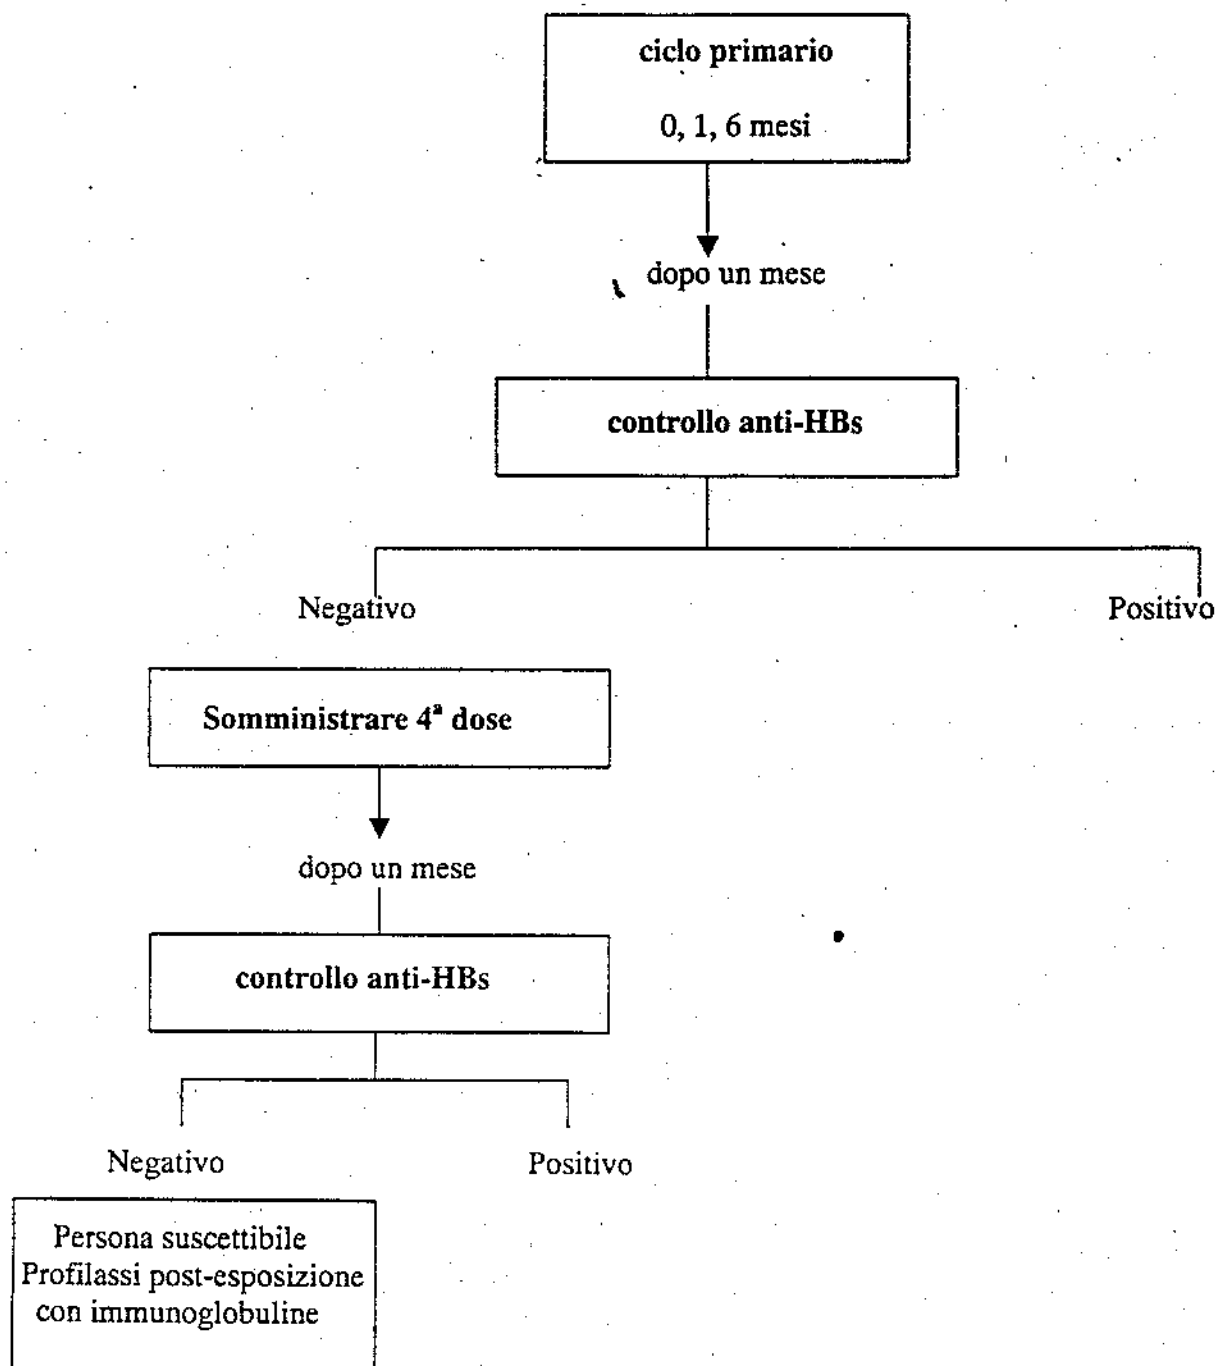 ciclo primario
0, 1, 6 mesi
dopo un mese
controllo anti-HBs
Negativo
Positivo
Somministrare 4ª dose
dopo un mese
controllo anti-HBs
Negativo
Positivo
Persona suscettibile
Profilassi post-esposizione
con immunoglobuline